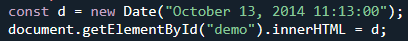 const d = new Date("October 13, 2014 11:13:00");
document.getElementById("demo").innerHTML = d;